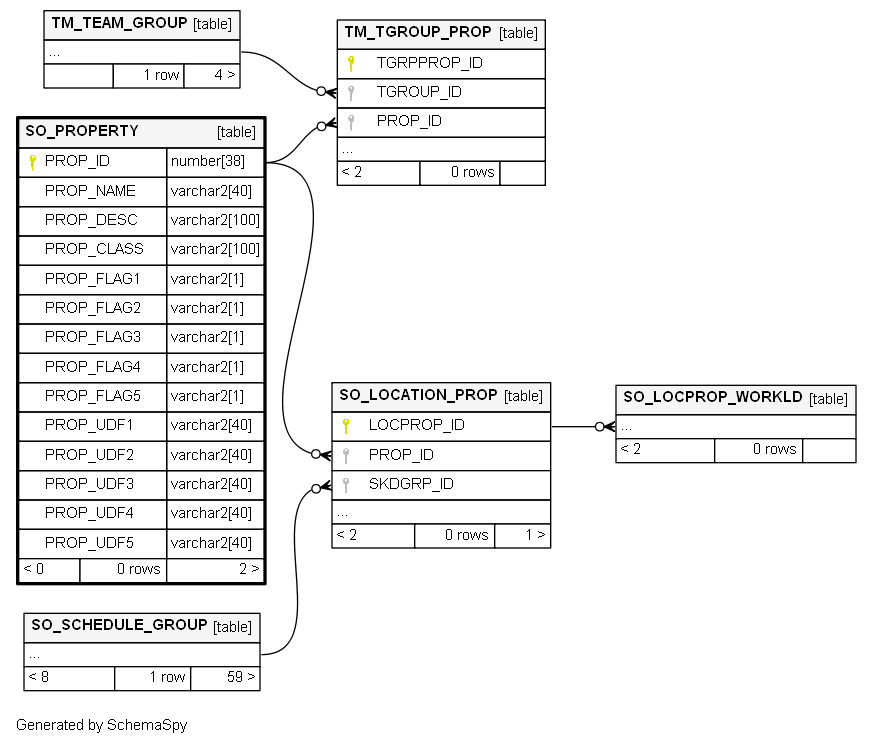 TM_TEAM_GROUP [table]
...
1 row 4 >
TM_TGROUP_PROP [table]
TGRPPROP_ID
TGROUP_ID
PROP_ID
...
< 2 0 rows
SO_PROPERTY [table]
PROP_ID number[38]
PROP_NAME varchar2[40]
PROP_DESC varchar2[100]
PROP_CLASS varchar2[100]
PROP_FLAG1 varchar2[1]
PROP_FLAG2 varchar2[1]
PROP_FLAG3 varchar2[1]
PROP_FLAG4 varchar2[1]
PROP_FLAG5 varchar2[1]
PROP_UDF1 varchar2[40]
PROP_UDF2 varchar2[40]
PROP_UDF3 varchar2[40]
PROP_UDF4 varchar2[40]
PROP_UDF5 varchar2[40]
< 0 0 rows 2 >
SO_LOCATION_PROP [table]
LOCPROP_ID
PROP_ID
SKDGRP_ID
...
< 2 0 rows 1 >
SO_LOCPROP_WORKLD [table]
...
< 2 0 rows
SO_SCHEDULE_GROUP [table]
...
< 8 1 row 59 >
Generated by SchemaSpy